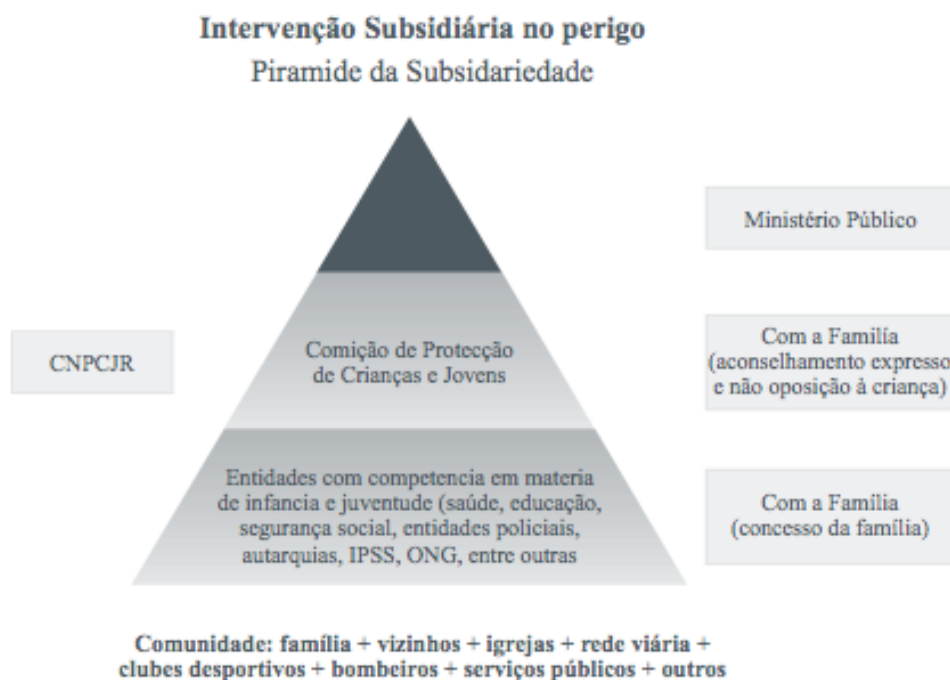 Intervenção Subsidiária no perigo
Piramide da Subsidariedade
Ministério Público
CNPCJR
Comição de Protecção
de Crianças e Jovens
Com a Familía
(aconselhamento expresso
e não oposição à criança)
Entidades com competencia em materia
de infancia e juventude (saúde, educação,
segurança social, entidades policiais,
autarquias, IPSS, ONG, entre outras
Com a Família
(concesso da família)
Comunidade: família + vizinhos + igrejas + rede viária +
clubes desportivos + bombeiros + serviços públicos + outros